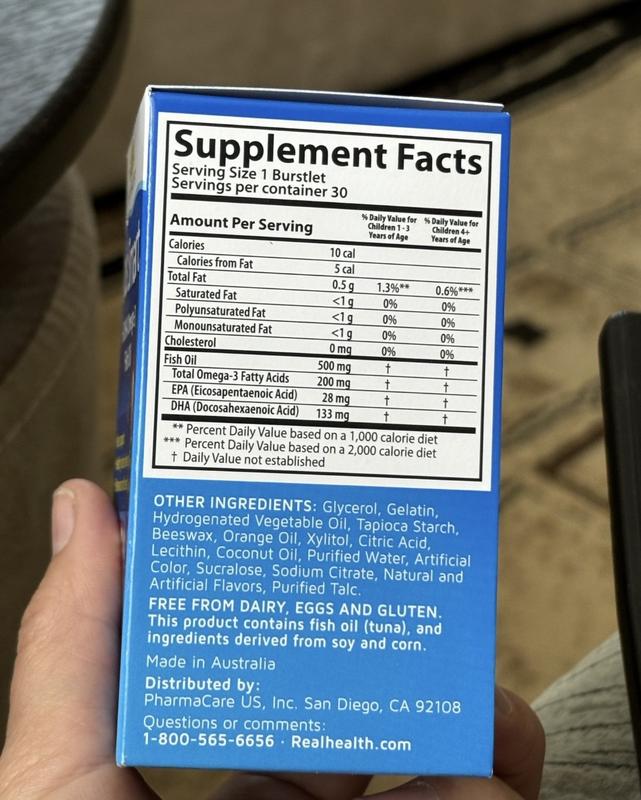 Supplement Facts
Serving Size 1 Burstlet
Servings per container 30
Amount Per Serving
% Daily Value for Children 1 - 3 Years of Age
% Daily Value for Children 4+ Years of Age
Calories 10 cal
Calories from Fat 5 cal
Total Fat 0.5 g 1.3%** 0.6%***
Saturated Fat <1 g 0% 0%
Polyunsaturated Fat <1 g 0% 0%
Monounsaturated Fat <1 g 0% 0%
Cholesterol 0 mg 0% 0%
Fish Oil 500 mg † †
Total Omega-3 Fatty Acids 200 mg † †
EPA (Eicosapentaenoic Acid) 28 mg † †
DHA (Docosahexaenoic Acid) 133 mg † †
** Percent Daily Value based on a 1,000 calorie diet
*** Percent Daily Value based on a 2,000 calorie diet
† Daily Value not established
OTHER INGREDIENTS: Glycerol, Gelatin,
Hydrogenated Vegetable Oil, Tapioca Starch,
Beeswax, Orange Oil, Xylitol, Citric Acid,
Lecithin, Coconut Oil, Purified Water, Artificial
Color, Sucralose, Sodium Citrate, Natural and
Artificial Flavors, Purified Talc.
FREE FROM DAIRY, EGGS AND GLUTEN.
This product contains fish oil (tuna), and
ingredients derived from soy and corn.
Made in Australia
Distributed by:
PharmaCare US, Inc. San Diego, CA 92108
Questions or comments:
1-800-565-6656 · Realhealth.com